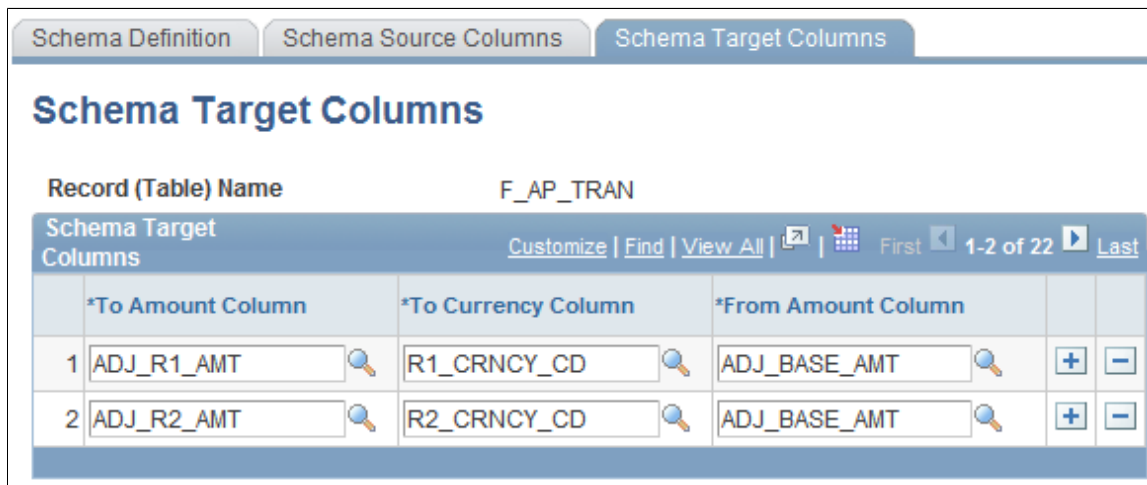 Schema Definition Schema Source Columns Schema Target Columns
Schema Target Columns
Record (Table) Name F_AP_TRAN
Schema Target
Columns
Customize | Find | View All | | First 1-2 of 22 Last
*To Amount Column *To Currency Column *From Amount Column
1 ADJ_R1_AMT R1_CRNCY_CD ADJ_BASE_AMT
2 ADJ_R2_AMT R2_CRNCY_CD ADJ_BASE_AMT